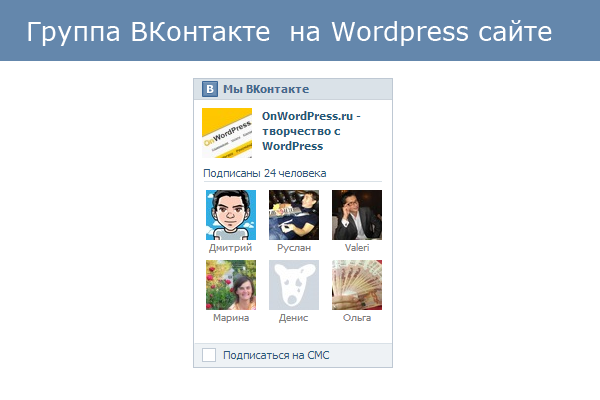 Группа ВКонтакте на Wordpress сайте
В Мы ВКонтакте
OnWordPress
OnWordPress.ru -
творчество с
WordPress
Подписаны 24 человека
Дмитрий Руслан Valeri
Марина Денис Ольга
Подписаться на СМС